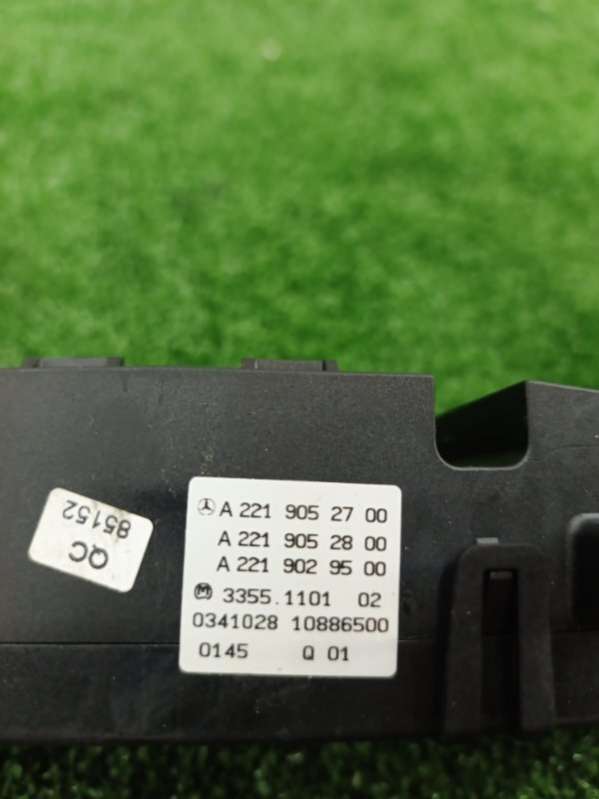 QC
85152
A 221 905 27 00
A 221 905 28 00
A 221 902 95 00
M 3355.1101 02
0341028 10886500
0145 Q 01